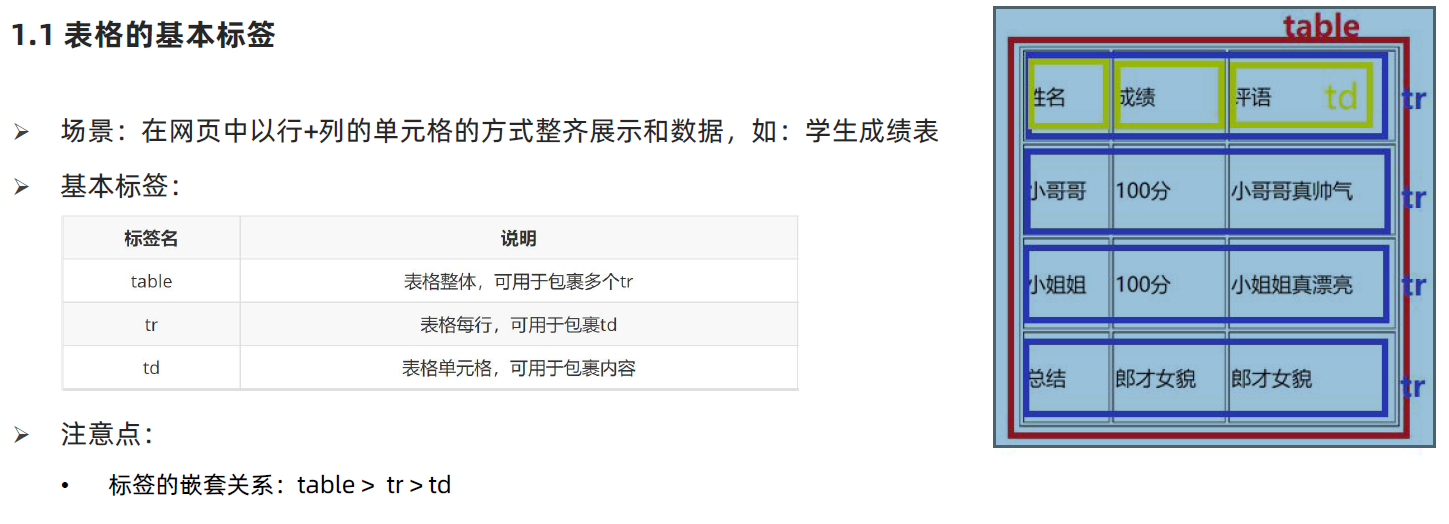 1.1 表格的基本标签
➢ 场景：在网页中以行+列的单元格的方式整齐展示和数据，如：学生成绩表
➢ 基本标签：
标签名 说明
table 表格整体，可用于包裹多个tr
tr 表格每行，可用于包裹td
td 表格单元格，可用于包裹内容
➢ 注意点：
• 标签的嵌套关系：table > tr > td
table
姓名 成绩 评语 td tr
小哥哥 100分 小哥哥真帅气 tr
小姐姐 100分 小姐姐真漂亮 tr
总结 郎才女貌 郎才女貌 tr